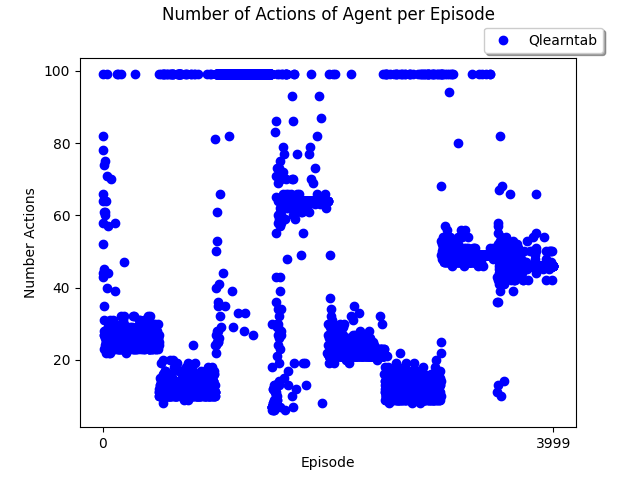 Number of Actions of Agent per Episode
Qlearntab
100
80
60
40
20
Number Actions
0
3999
Episode